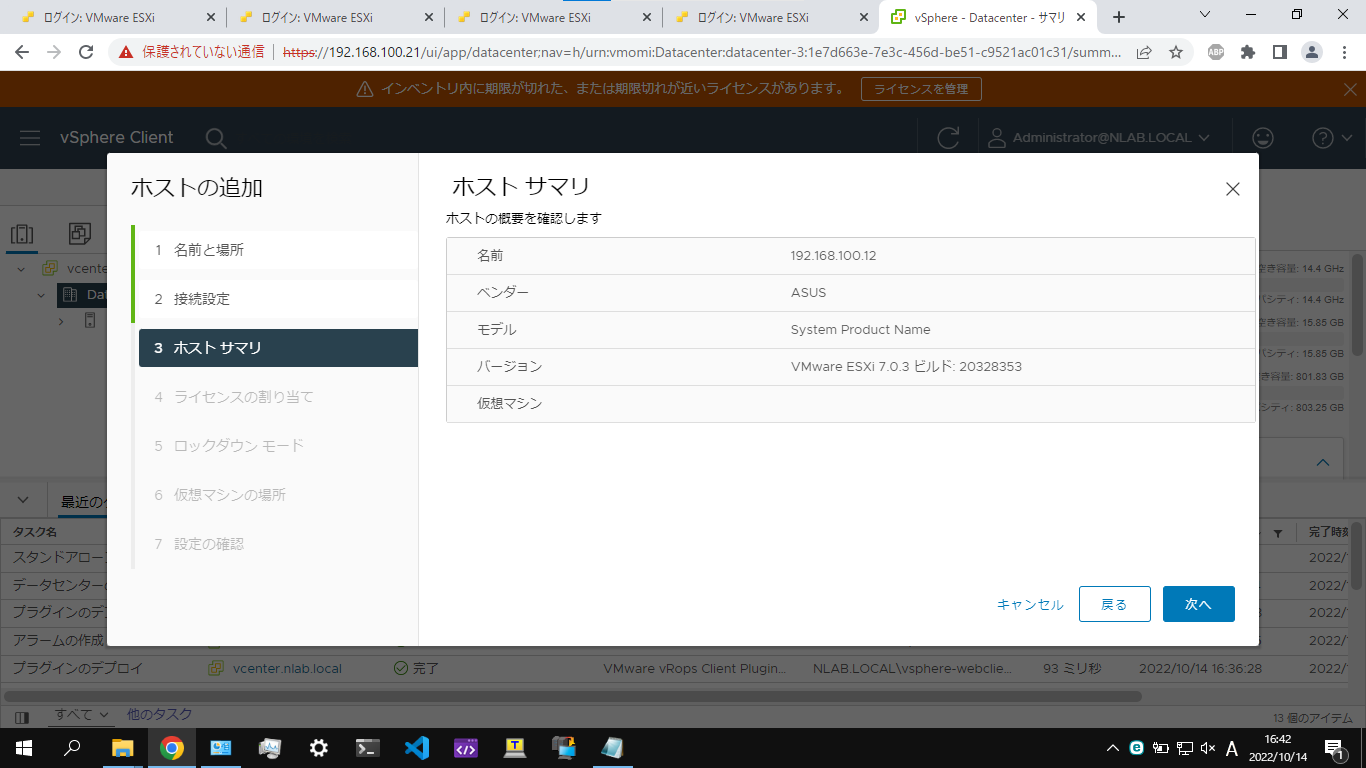 ログイン: VMware ESXi
ログイン: VMware ESXi
ログイン: VMware ESXi
ログイン: VMware ESXi
vSphere - Datacenter - サマリ
保護されていない通信
https://192.168.100.21/ui/app/datacenter;nav=h/urn:vmomi:Datacenter:datacenter-3:1e7d663e-7e3c-456d-be51-c9521ac01c31/summ...
ABP
インベントリ内に期限が切れた、または期限切れが近いライセンスがあります。
ライセンスを管理
vSphere Client
Administrator@NLAB.LOCAL
vcente
Dat
空き容量: 14.4 GHz
パシティ: 14.4 GHz
空き容量: 15.85 GB
パシティ: 15.85 GB
き容量: 801.83 GB
シティ: 803.25 GB
ホストの追加
1 名前と場所
2 接続設定
3 ホスト サマリ
4 ライセンスの割り当て
5 ロックダウン モード
6 仮想マシンの場所
7 設定の確認
ホスト サマリ
ホストの概要を確認します
名前 192.168.100.12
ベンダー ASUS
モデル System Product Name
バージョン VMware ESXi 7.0.3 ビルド: 20328353
仮想マシン
キャンセル
戻る
次へ
最近の
タスク名
完了時刻
スタンドアロー
2022/
データセンターの
2022/
プラグインのデ
2022/
アラームの作成
2022/
プラグインのデプロイ vcenter.nlab.local 完了 VMware vRops Client Plugin... NLAB.LOCAL\vsphere-webclie... 93 ミリ秒 2022/10/14 16:36:28 2022/
すべて
他のタスク
13 個のアイテム
A
16:42
2022/10/14
1